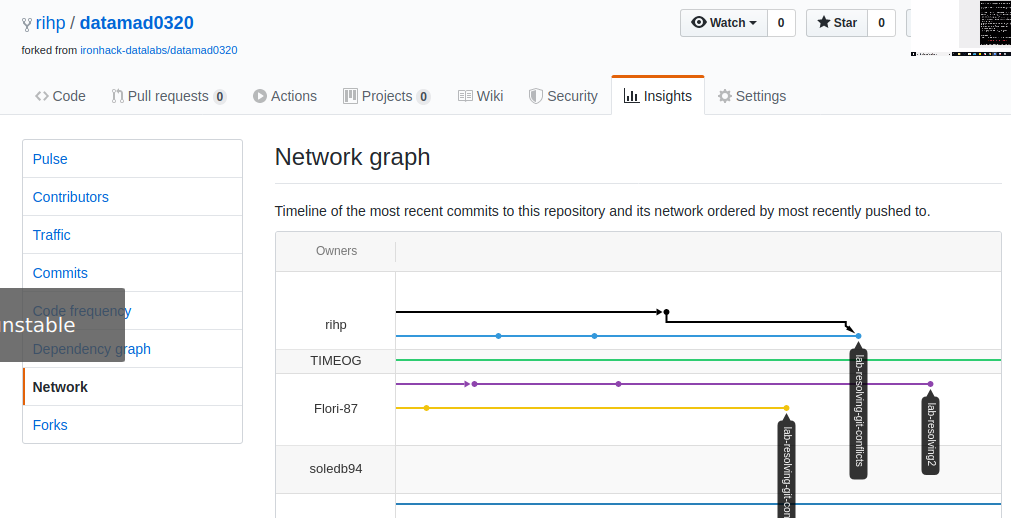 rihp / datamad0320
Watch 0
Star 0
forked from ironhack-datalabs/datamad0320
Code
Pull requests 0
Actions
Projects 0
Wiki
Security
Insights
Settings
Pulse
Contributors
Traffic
Commits
Code frequency
nstable
Dependency graph
Network
Forks
Network graph
Timeline of the most recent commits to this repository and its network ordered by most recently pushed to.
Owners
rihp
TIMEOG
Flori-87
soledb94
lab-resolving-git-conflicts
lab-resolving2
lab-resolving-git-con